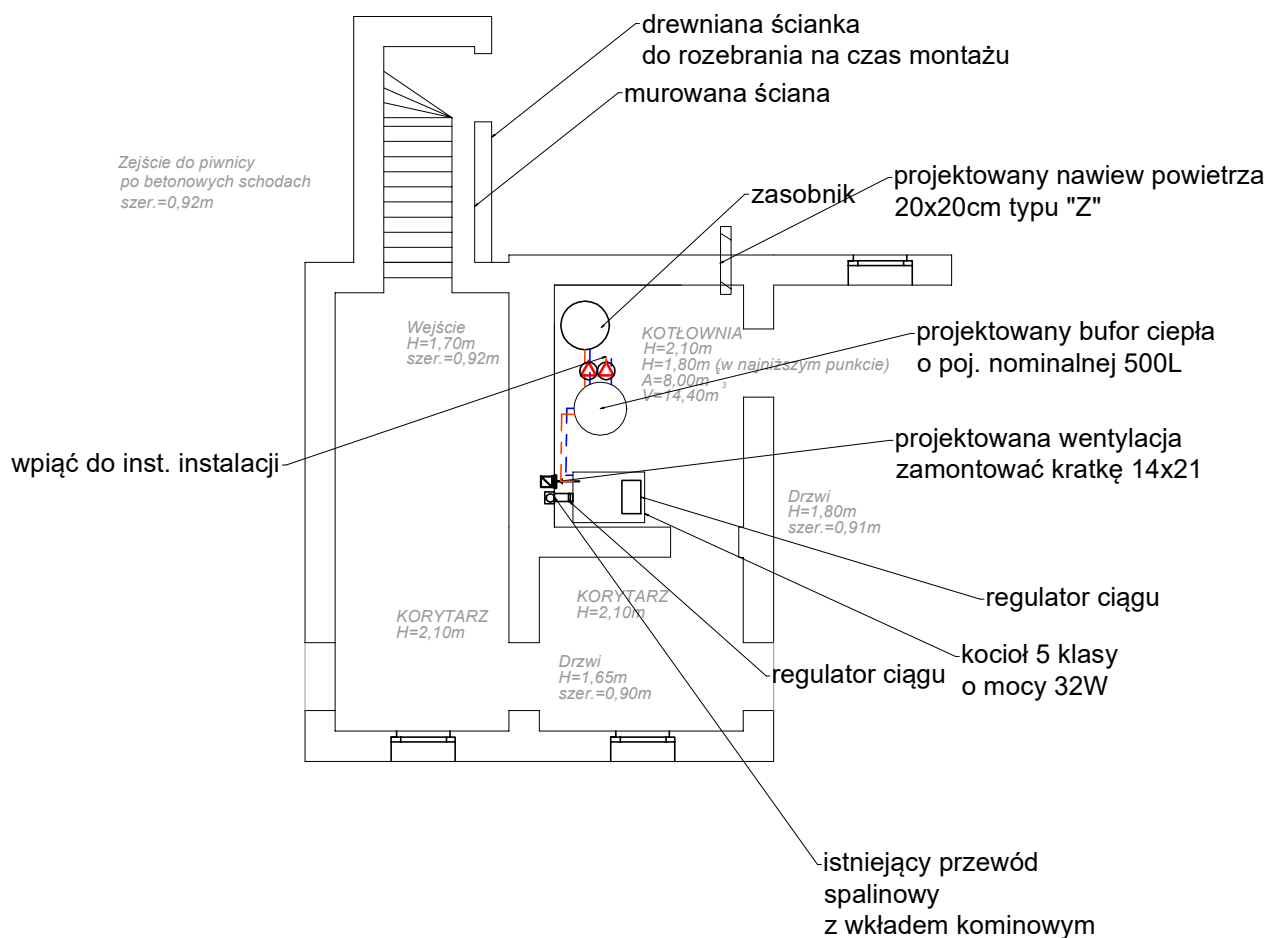 drewniana ścianka
do rozebrania na czas montażu
murowana ściana
Zejście do piwnicy
po betonowych schodach
szer.=0,92m
projektowany nawiew powietrza
20x20cm typu "Z"
zasobnik
Wejście
H=1,70m
szer.=0,92m
KOTŁOWNIA
H=2,10m
H=1,80m (w najniższym punkcie)
A=8,00m2
V=14,40m3
projektowany bufor ciepła
o poj. nominalnej 500L
wpiąć do inst. instalacji
projektowana wentylacja
zamontować kratkę 14x21
Drzwi
H=1,80m
szer.=0,91m
regulator ciągu
KORYTARZ
H=2,10m
KORYTARZ
H=2,10m
kocioł 5 klasy
o mocy 32W
Drzwi
H=1,65m
szer.=0,90m
regulator ciągu
istniejący przewód
spalinowy
z wkładem kominowym